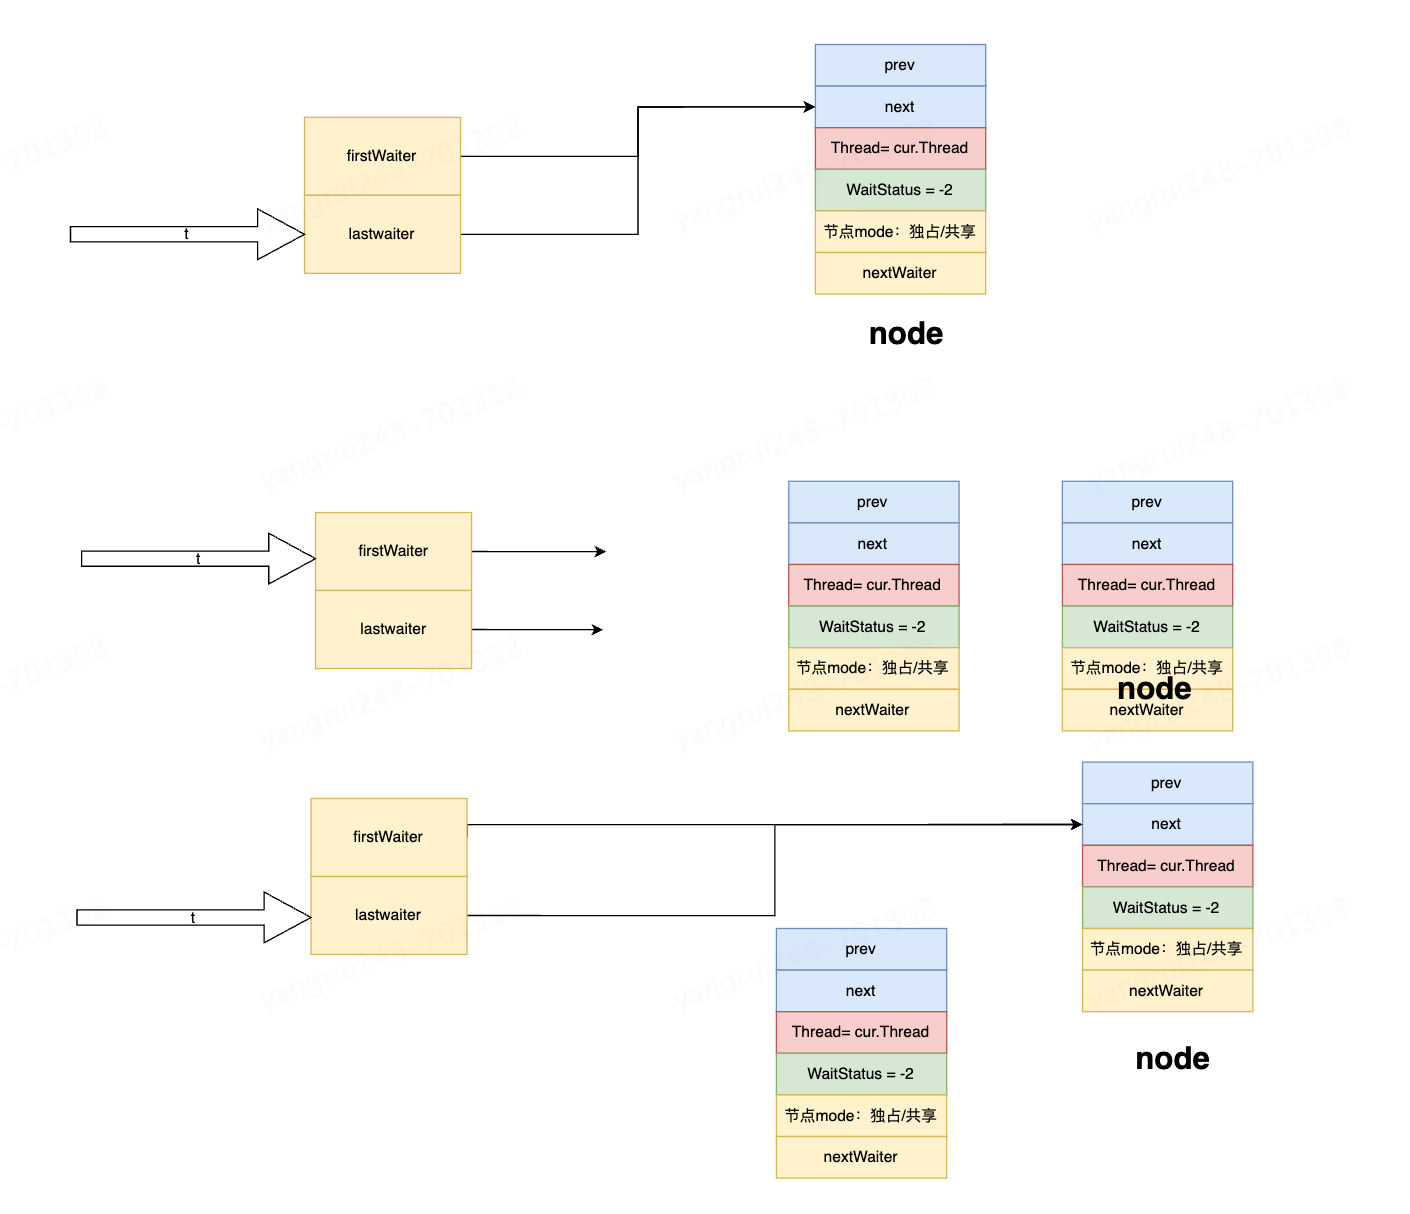 prev
next
Thread= cur.Thread
WaitStatus = -2
节点mode：独占/共享
nextWaiter
node
firstWaiter
lastwaiter
t
firstWaiter
lastwaiter
t
prev
next
Thread= cur.Thread
WaitStatus = -2
节点mode：独占/共享
nextWaiter
prev
next
Thread= cur.Thread
WaitStatus = -2
节点mode：独占/共享
node
nextWaiter
firstWaiter
lastwaiter
t
prev
next
Thread= cur.Thread
WaitStatus = -2
节点mode：独占/共享
nextWaiter
node
prev
next
Thread= cur.Thread
WaitStatus = -2
节点mode：独占/共享
nextWaiter